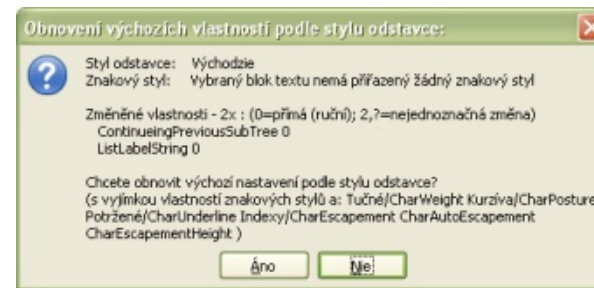 Obnovení výchozích vlastností podle stylu odstavce:
Styl odstavce: Východzie
Znakový styl: Vybraný blok textu nemá přířazený žádný znakový styl
Změněné vlastnosti - 2x : (0=přímá (ruční); 2,?=nejednoznačná změna)
ContinueingPreviousSubTree 0
ListLabelString 0
Chcete obnovit výchozí nastavení podle stylu odstavce?
(s vyjímkou vlastností znakových stylů a: Tučné/CharWeight Kurzíva/CharPosture
Potržené/CharUnderline Indexy/CharEscapement CharAutoEscapement
CharEscapementHeight )
Áno Nie